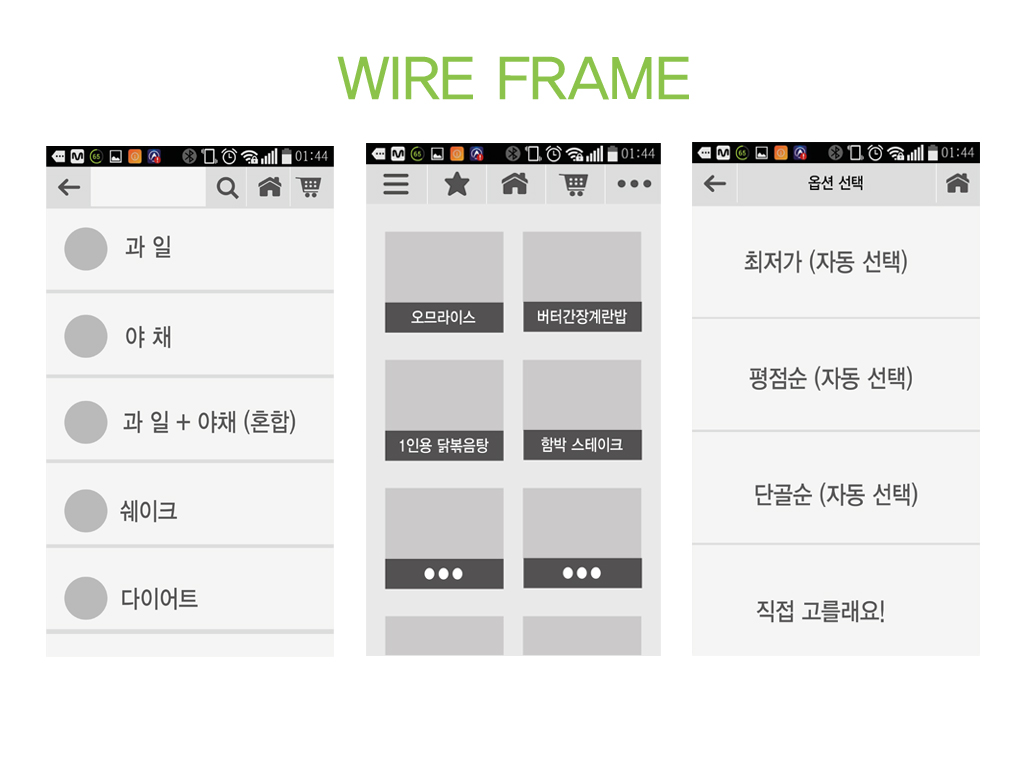 WIRE FRAME
65
01:44
과 일
야 채
과 일 + 야채 (혼합)
쉐이크
다이어트
65
01:44
오므라이스
버터간장계란밥
1인용 닭볶음탕
함박 스테이크
65
01:44
옵션 선택
최저가 (자동 선택)
평점순 (자동 선택)
단골순 (자동 선택)
직접 고를래요!